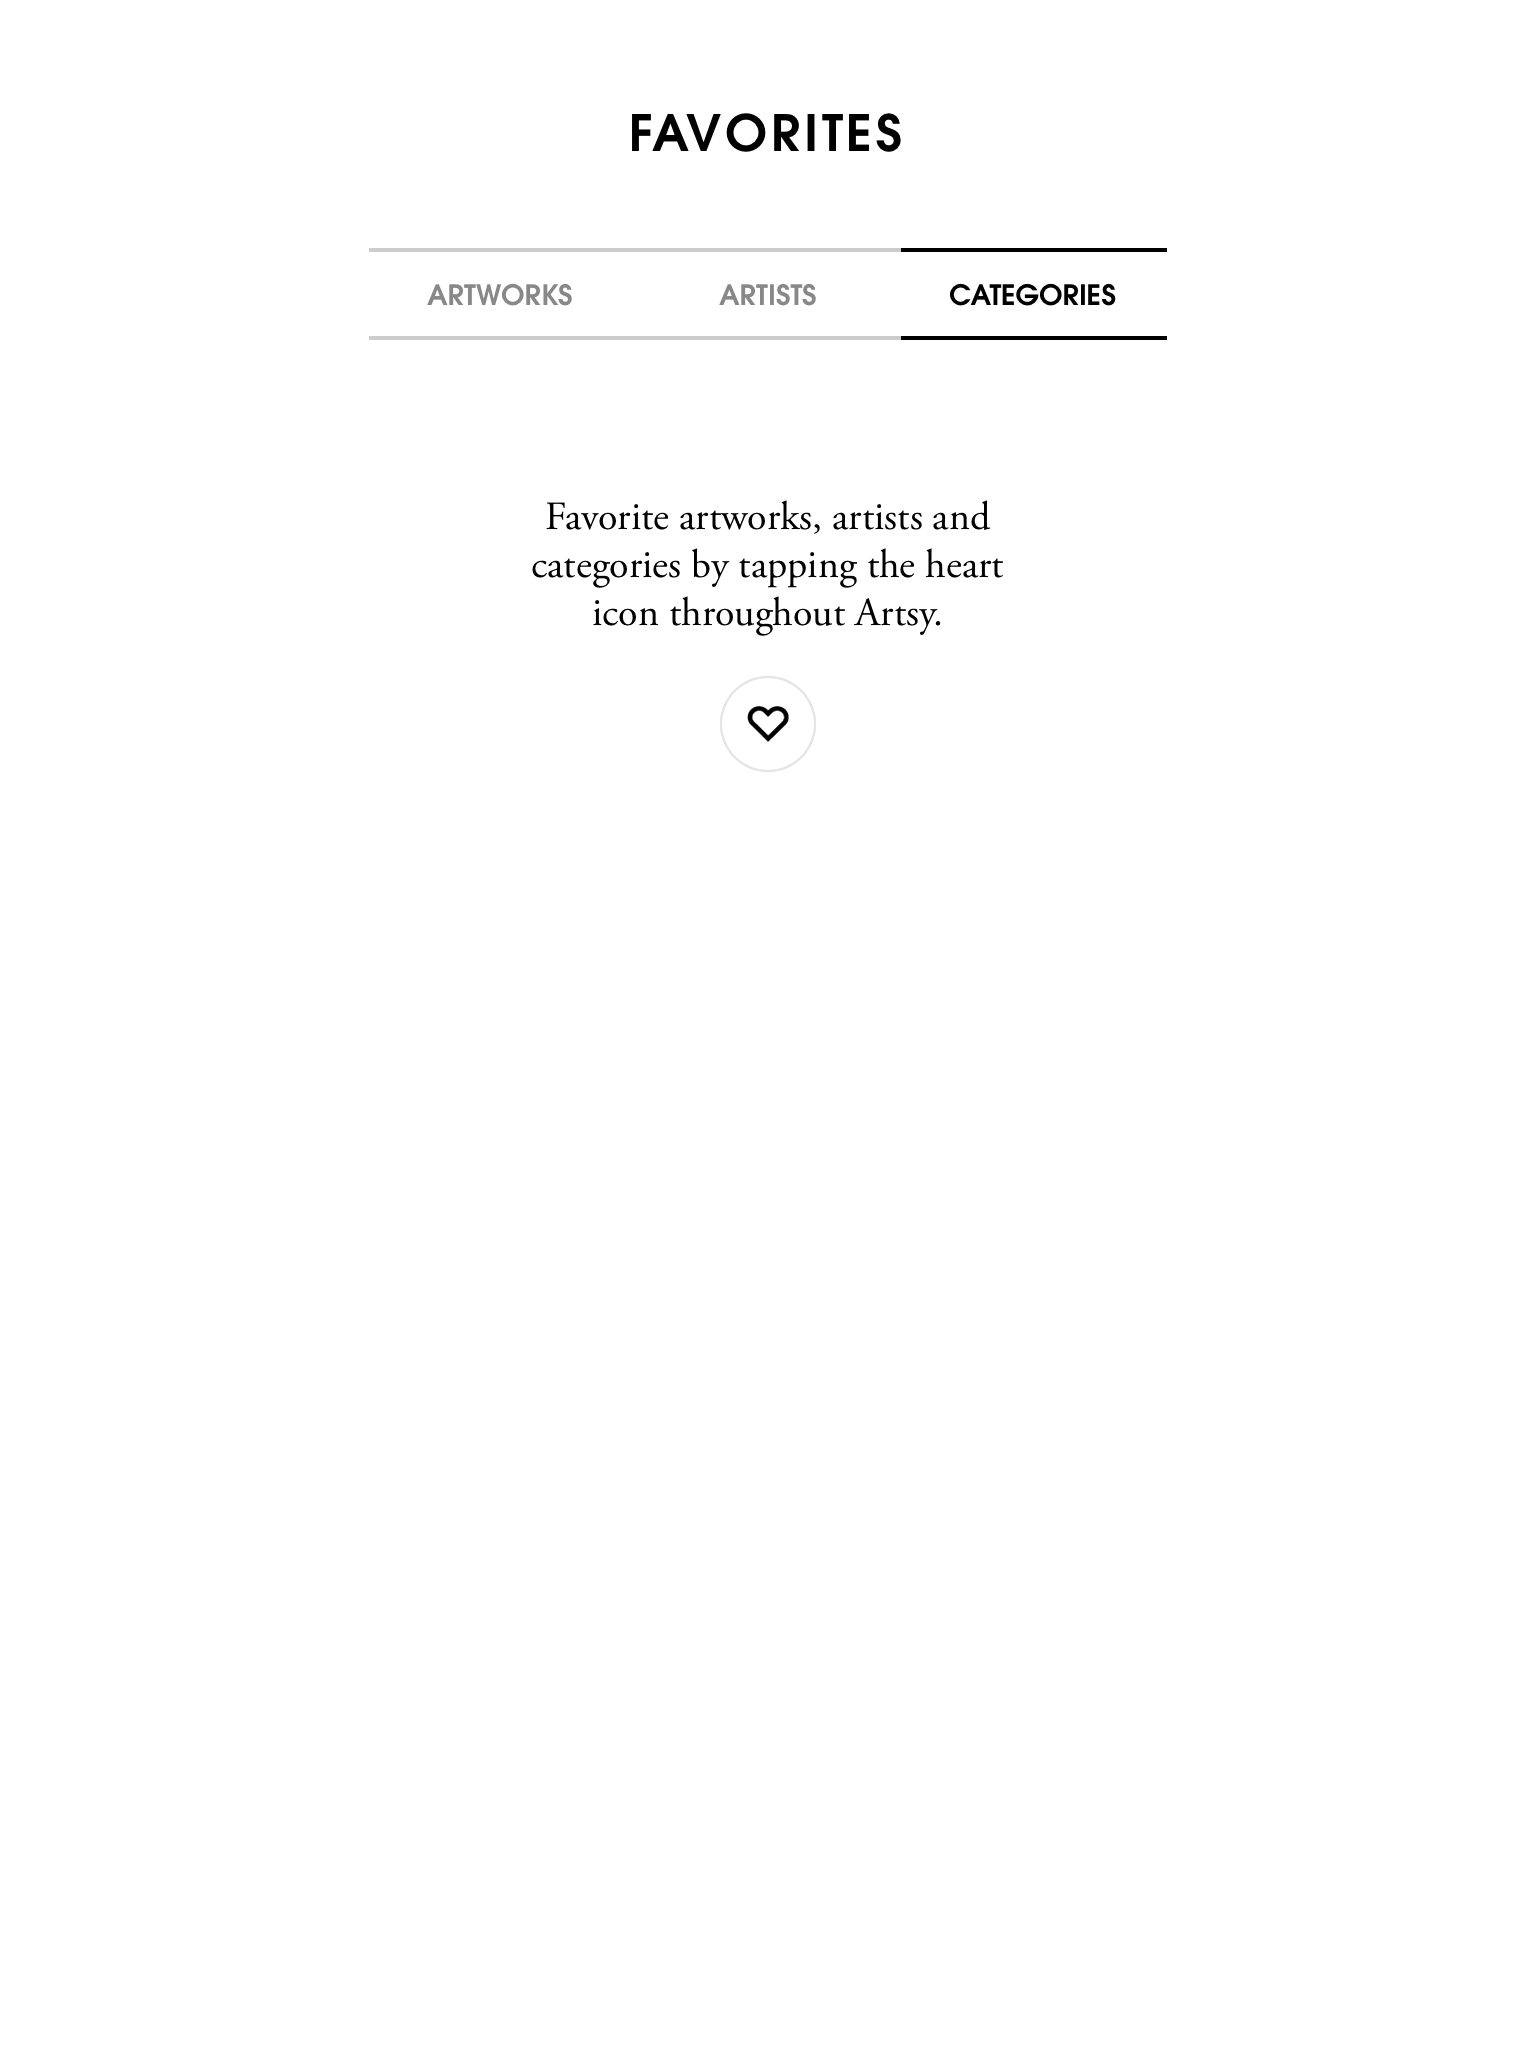 FAVORITES
ARTWORKS ARTISTS CATEGORIES
Favorite artworks, artists and
categories by tapping the heart
icon throughout Artsy.